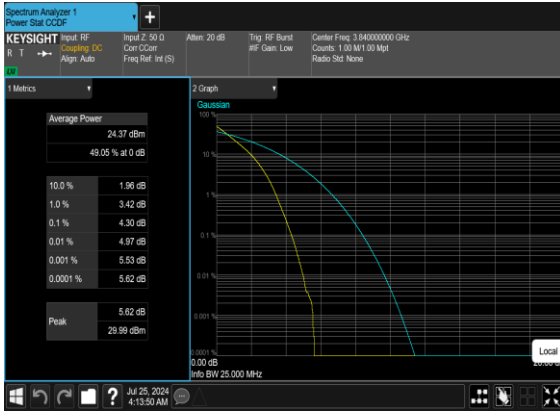 Spectrum Analyzer 1
Power Stat CCDF
KEYSIGHT
R T
Input: RF
Coupling: DC
Align: Auto
Input Z: 50 Ω
Corr CCorr
Freq Ref: Int (S)
Atten: 20 dB
Trig: RF Burst
#IF Gain: Low
Center Freq: 3.840000000 GHz
Counts: 1.00 M/1.00 Mpt
Radio Std: None
1 Metrics
Average Power
24.37 dBm
49.05 % at 0 dB
10.0 % 1.96 dB
1.0 % 3.42 dB
0.1 % 4.30 dB
0.01 % 4.97 dB
0.001 % 5.53 dB
0.0001 % 5.62 dB
Peak
5.62 dB
29.99 dBm
2 Graph
Gaussian
100 %
10 %
1 %
0.1 %
0.01 %
0.001 %
0.0001 %
0.00 dB
Info BW 25.000 MHz
Local
?
Jul 25, 2024
4:13:50 AM